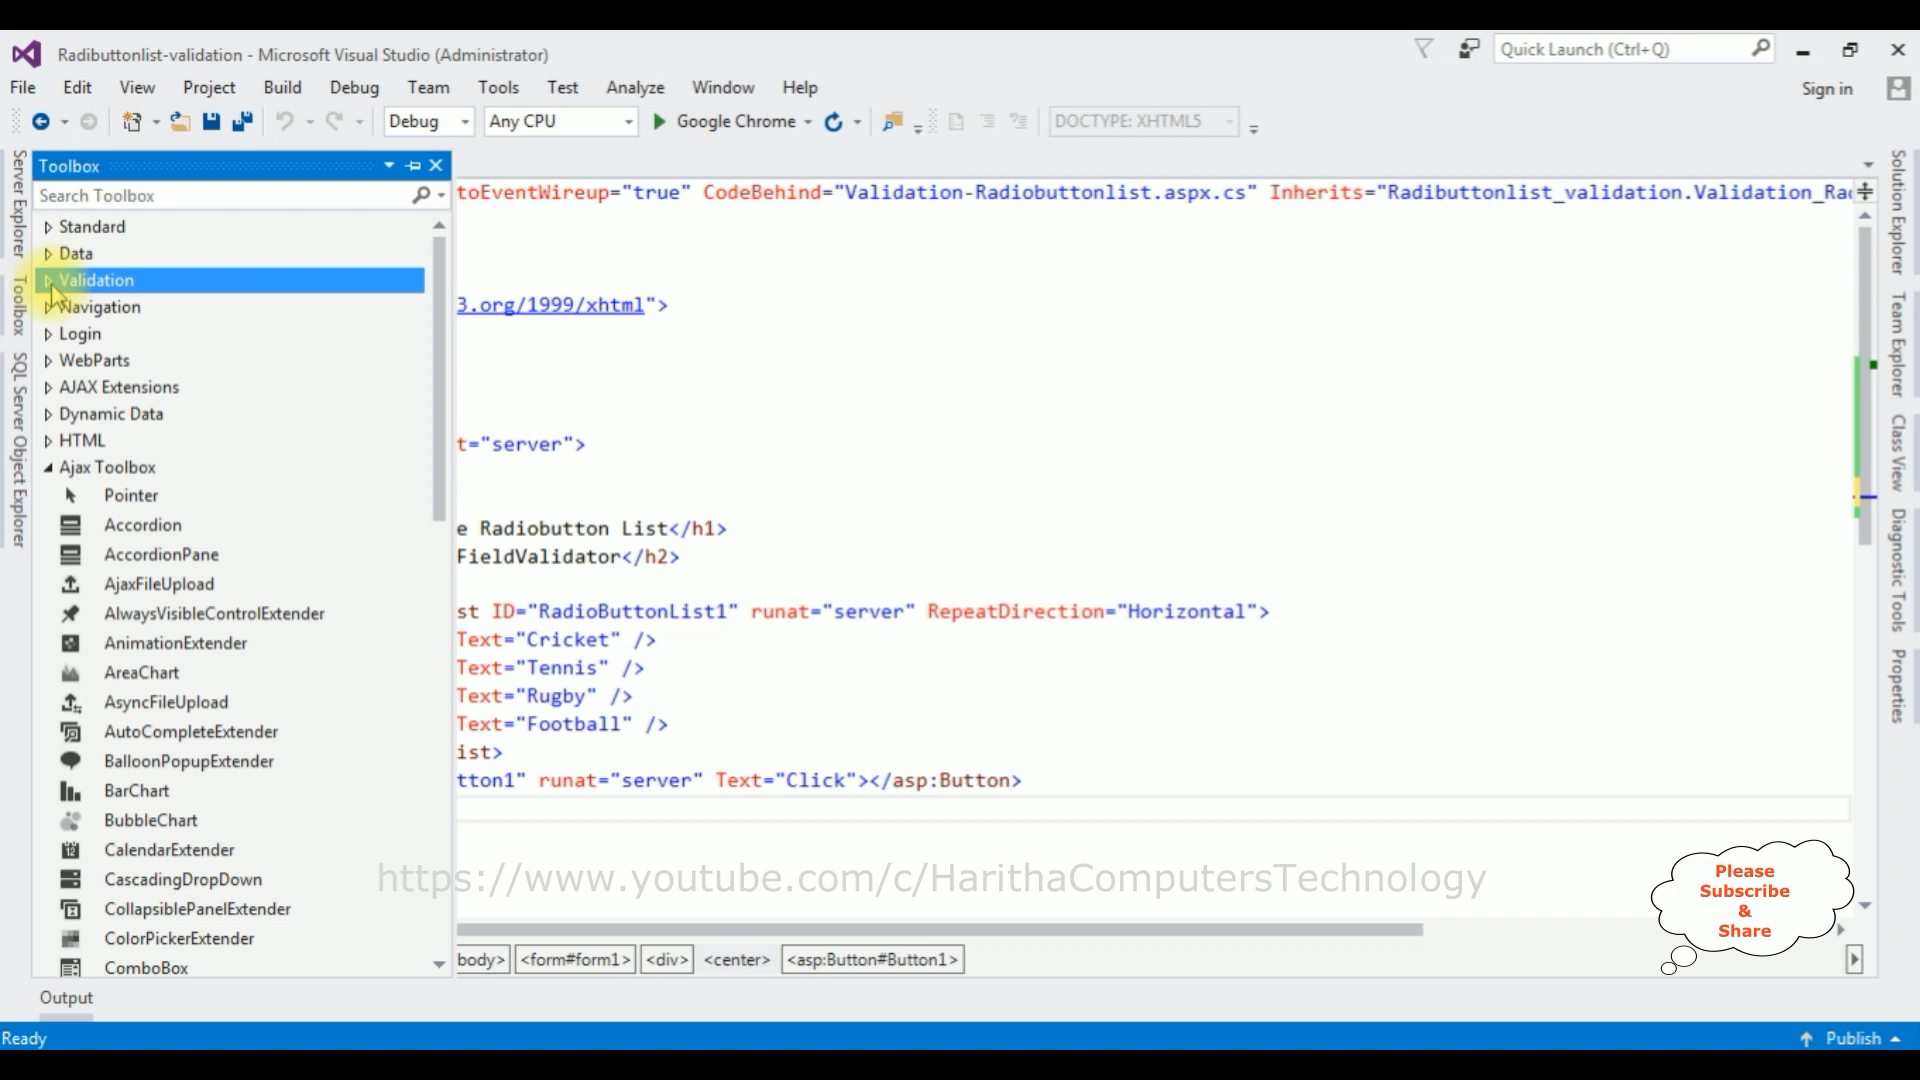 Radibuttonlist-validation - Microsoft Visual Studio (Administrator)
Quick Launch (Ctrl+Q)
File Edit View Project Build Debug Team Tools Test Analyze Window Help
Sign in
Debug Any CPU Google Chrome DOCTYPE: XHTML5
Server Explorer
Toolbox
SQL Server Object Explorer
Toolbox
Search Toolbox
Standard
Data
Validation
Navigation
Login
WebParts
AJAX Extensions
Dynamic Data
HTML
Ajax Toolbox
Pointer
Accordion
AccordionPane
AjaxFileUpload
AlwaysVisibleControlExtender
AnimationExtender
AreaChart
AsyncFileUpload
AutoCompleteExtender
BalloonPopupExtender
BarChart
BubbleChart
CalendarExtender
CascadingDropDown
CollapsiblePanelExtender
ColorPickerExtender
ComboBox
toEventWireup="true" CodeBehind="Validation-Radiobuttonlist.aspx.cs" Inherits="Radibuttonlist_validation.Validation_Ra
3.org/1999/xhtml">
t="server">
e Radiobutton List</h1>
FieldValidator</h2>
st ID="RadioButtonList1" runat="server" RepeatDirection="Horizontal">
Text="Cricket" />
Text="Tennis" />
Text="Rugby" />
Text="Football" />
ist>
tton1" runat="server" Text="Click"></asp:Button>
https://www.youtube.com/c/HarithaComputersTechnology
Please
Subscribe
&
Share
body> <form#form1> <div> <center> <asp:Button#Button1>
Solution Explorer
Team Explorer
Class View
Diagnostic Tools
Properties
Output
Ready
Publish